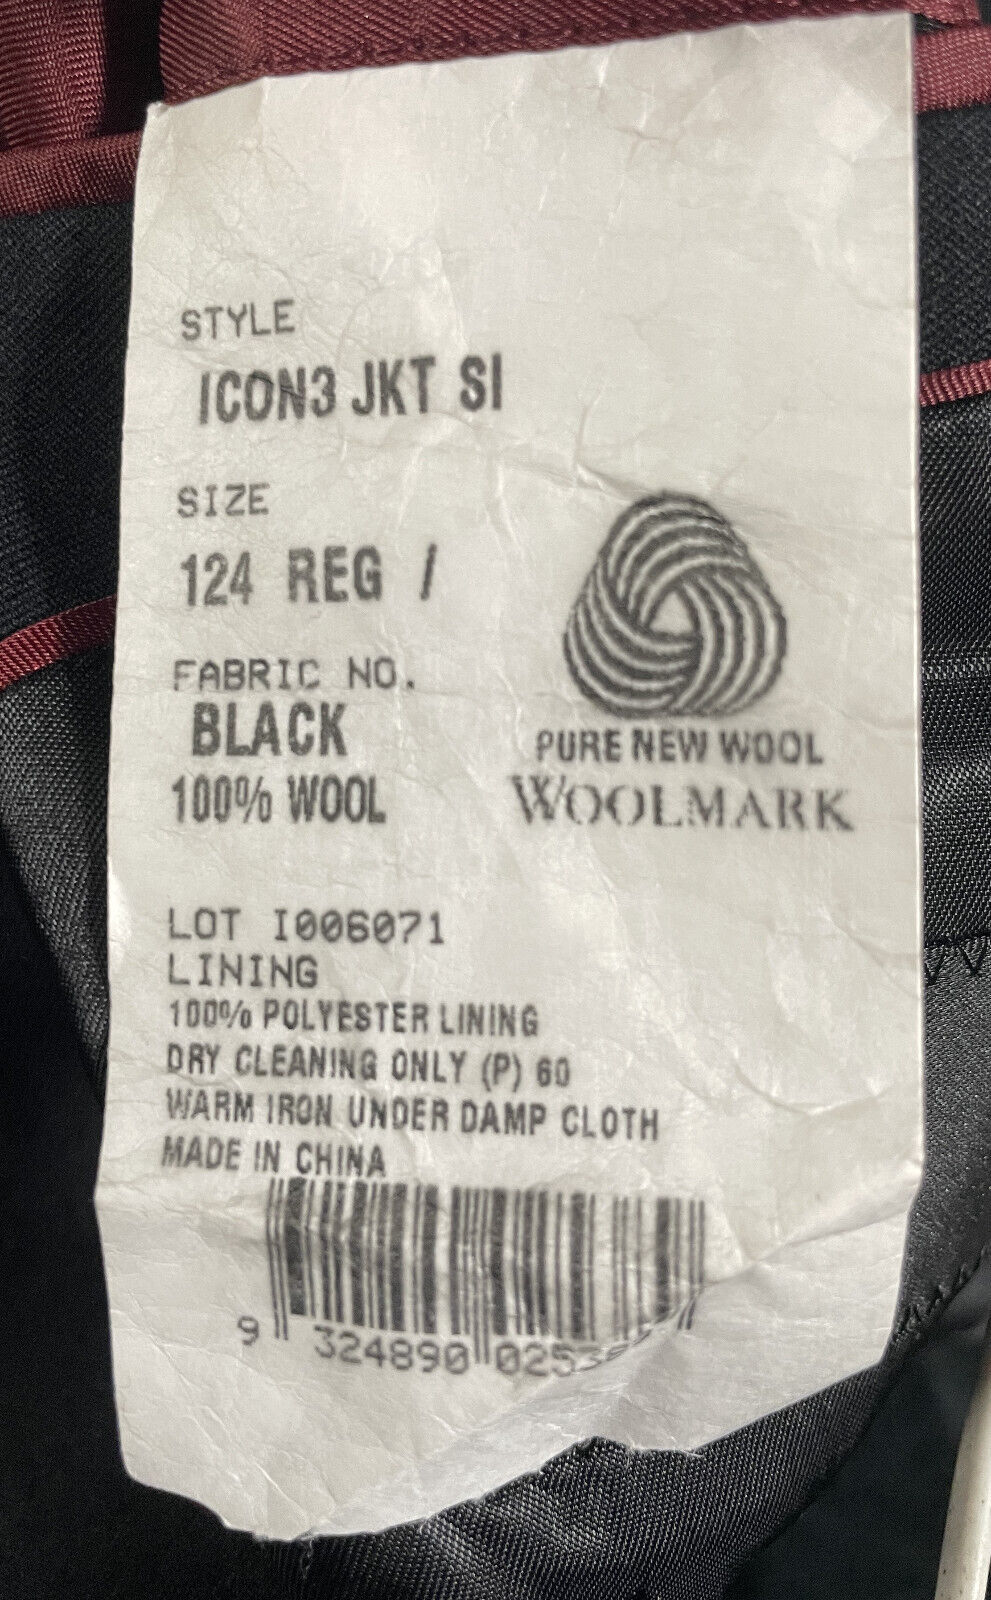 STYLE
ICON3 JKT SI
SIZE
124 REG /
FABRIC NO.
BLACK
100% WOOL
PURE NEW WOOL
WOOLMARK
LOT I006071
LINING
100% POLYESTER LINING
DRY CLEANING ONLY (P) 60
WARM IRON UNDER DAMP CLOTH
MADE IN CHINA
9 324890